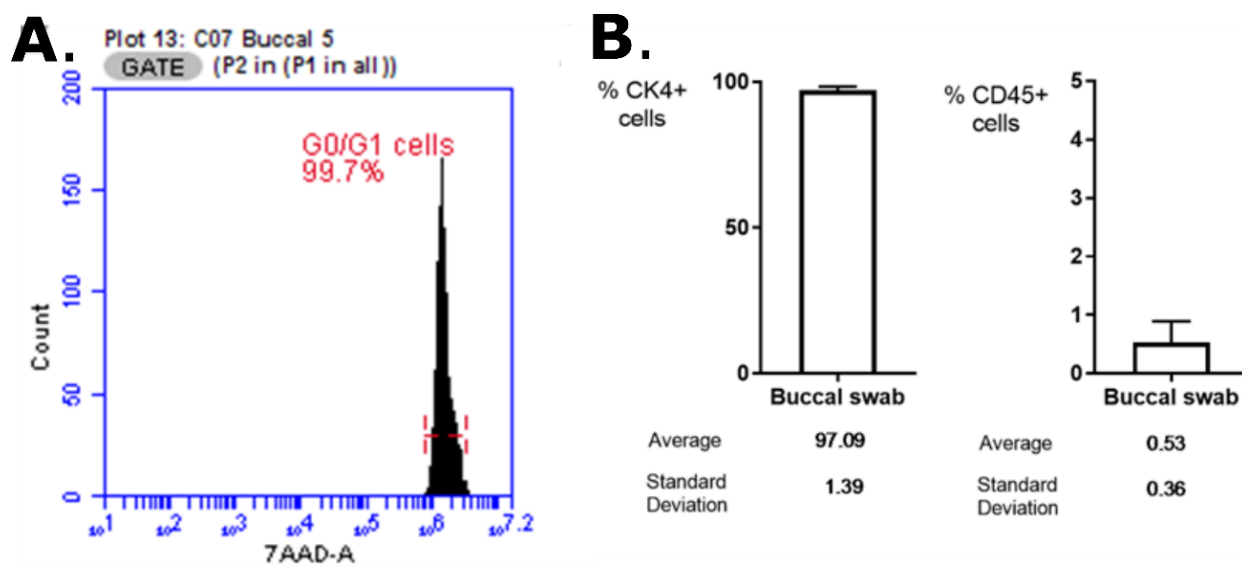 A.
Plot 13: C07 Buccal 5
GATE (P2 in (P1 in all ))
G0/G1 cells
99.7%
200
150
100
50
0
Count
10^1 10^2 10^3 10^4 10^5 10^6 10^7.2
7AAD-A
B.
% CK4+
cells
100
50
0
Buccal swab
Average 97.09
Standard
Deviation 1.39
% CD45+
cells
5
4
3
2
1
0
Buccal swab
Average 0.53
Standard
Deviation 0.36